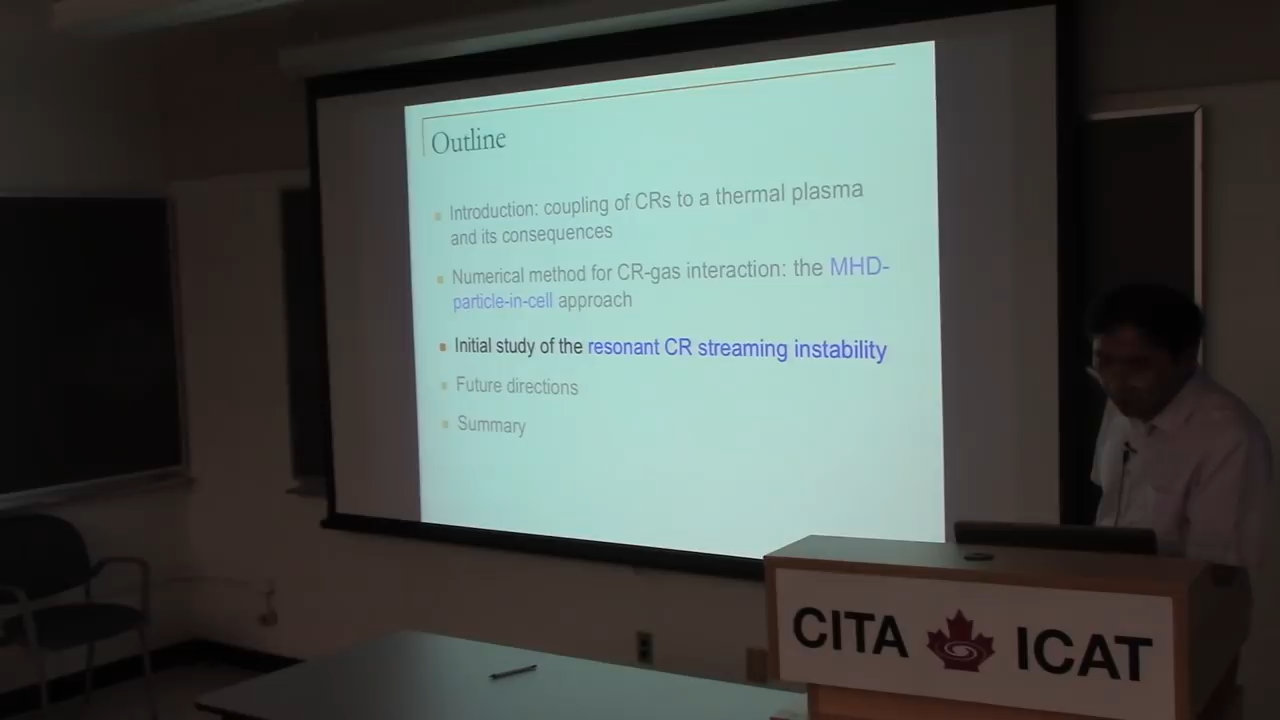 Outline
Introduction: coupling of CRs to a thermal plasma
and its consequences
Numerical method for CR-gas interaction: the MHD-
particle-in-cell approach
Initial study of the resonant CR streaming instability
Future directions
Summary
CITA ICAT